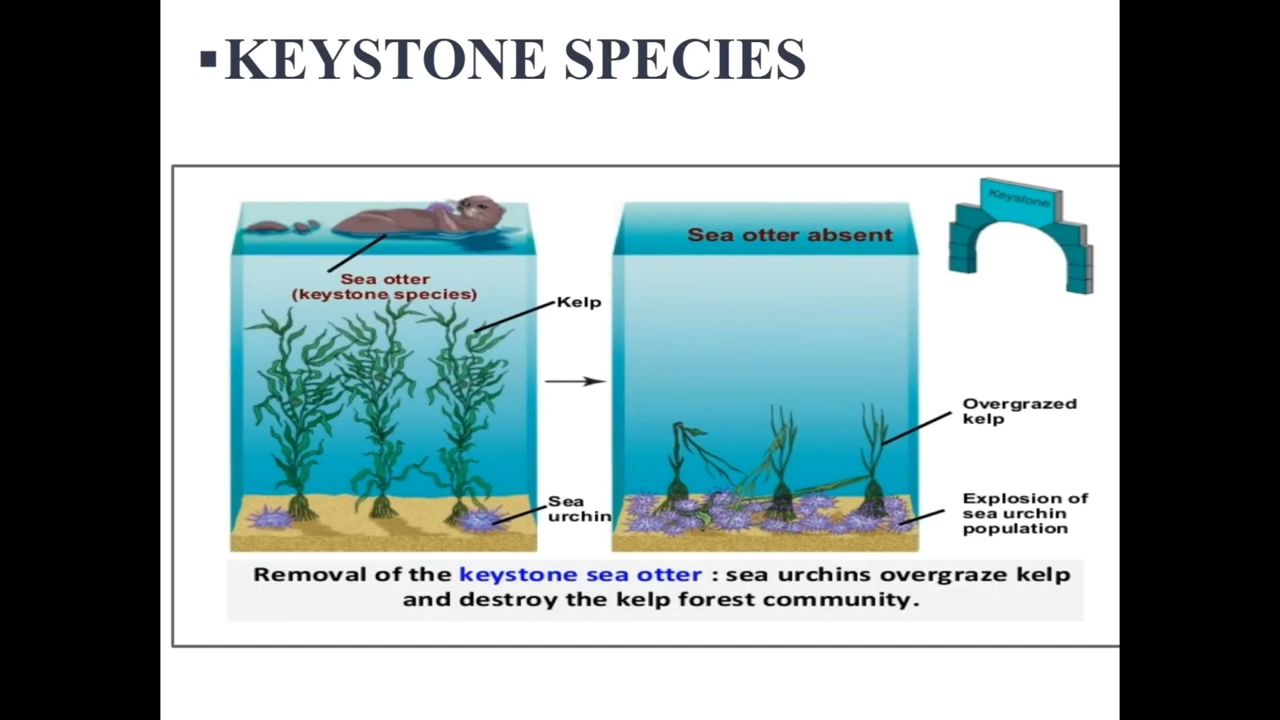 ▪KEYSTONE SPECIES
Keystone
Sea otter absent
Sea otter
(keystone species)
Kelp
Overgrazed
kelp
Sea
urchin
Explosion of
sea urchin
population
Removal of the keystone sea otter : sea urchins overgraze kelp
and destroy the kelp forest community.